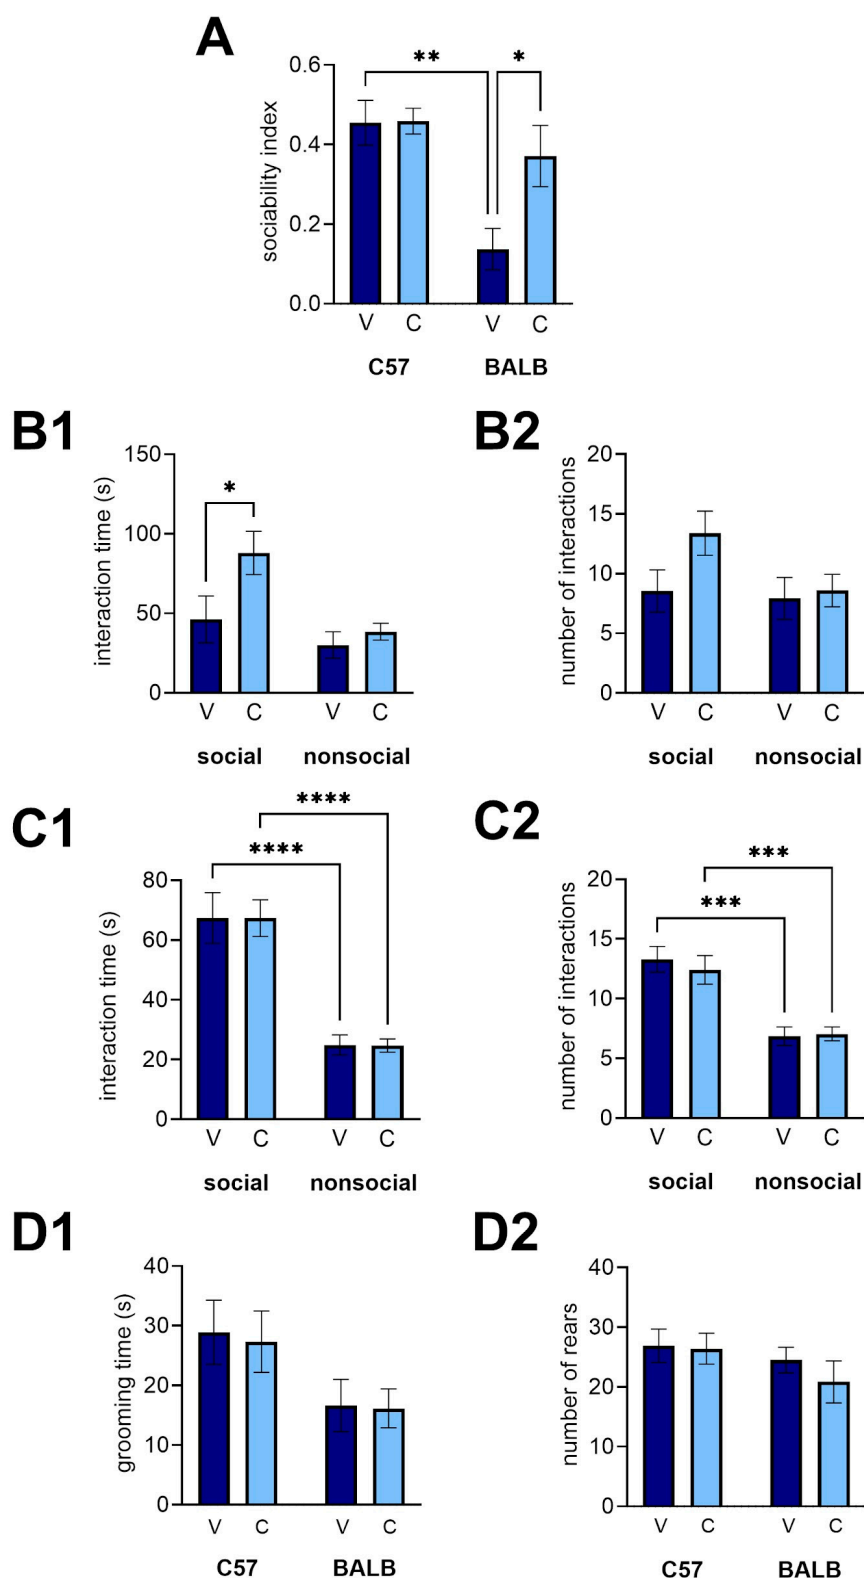 A
** *
sociability index
0.6
0.4
0.2
0.0
V C V C
C57 BALB
B1
interaction time (s)
150
100
50
0
*
V C V C
social nonsocial
B2
number of interactions
20
15
10
5
0
V C V C
social nonsocial
C1
interaction time (s)
80
60
40
20
0
****
****
V C V C
social nonsocial
C2
number of interactions
20
15
10
5
0
***
***
V C V C
social nonsocial
D1
grooming time (s)
40
30
20
10
0
V C V C
C57 BALB
D2
number of rears
40
30
20
10
0
V C V C
C57 BALB